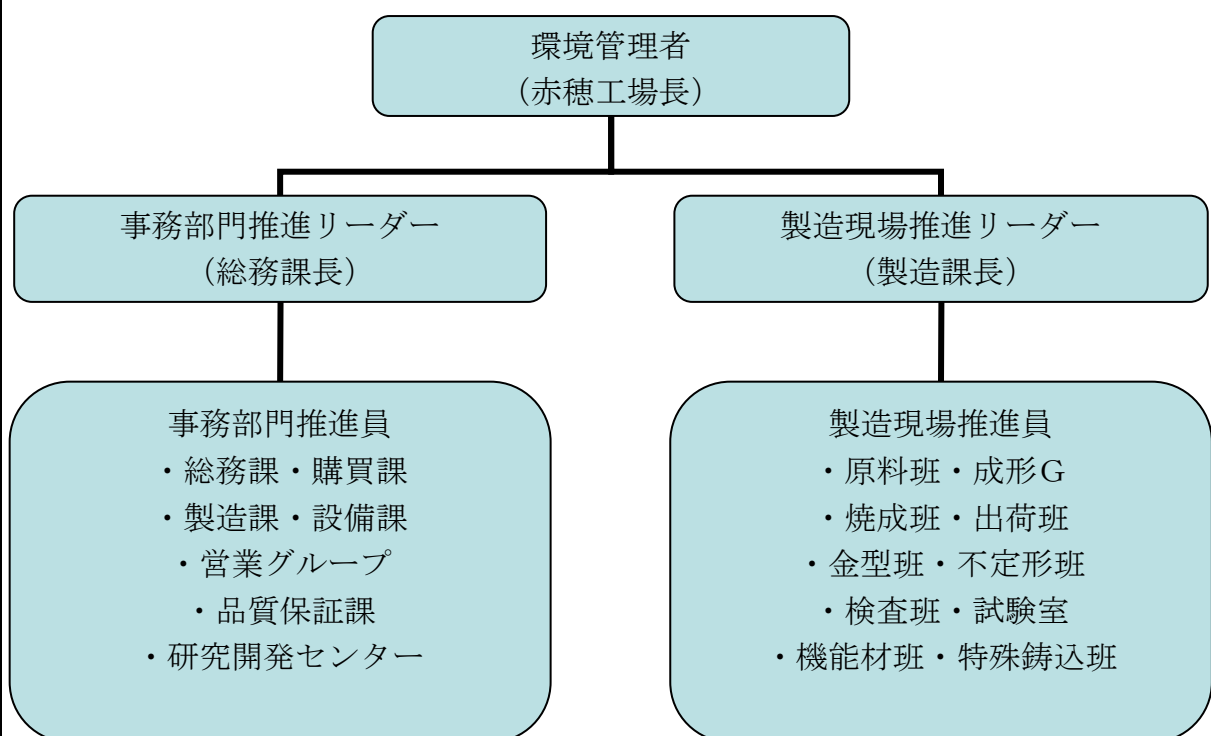 環境管理者
（赤穂工場長）
事務部門推進リーダー
（総務課長）
製造現場推進リーダー
（製造課長）
事務部門推進員
・総務課・購買課
・製造課・設備課
・営業グループ
・品質保証課
・研究開発センター
製造現場推進員
・原料班・成形Ｇ
・焼成班・出荷班
・金型班・不定形班
・検査班・試験室
・機能材班・特殊鋳込班